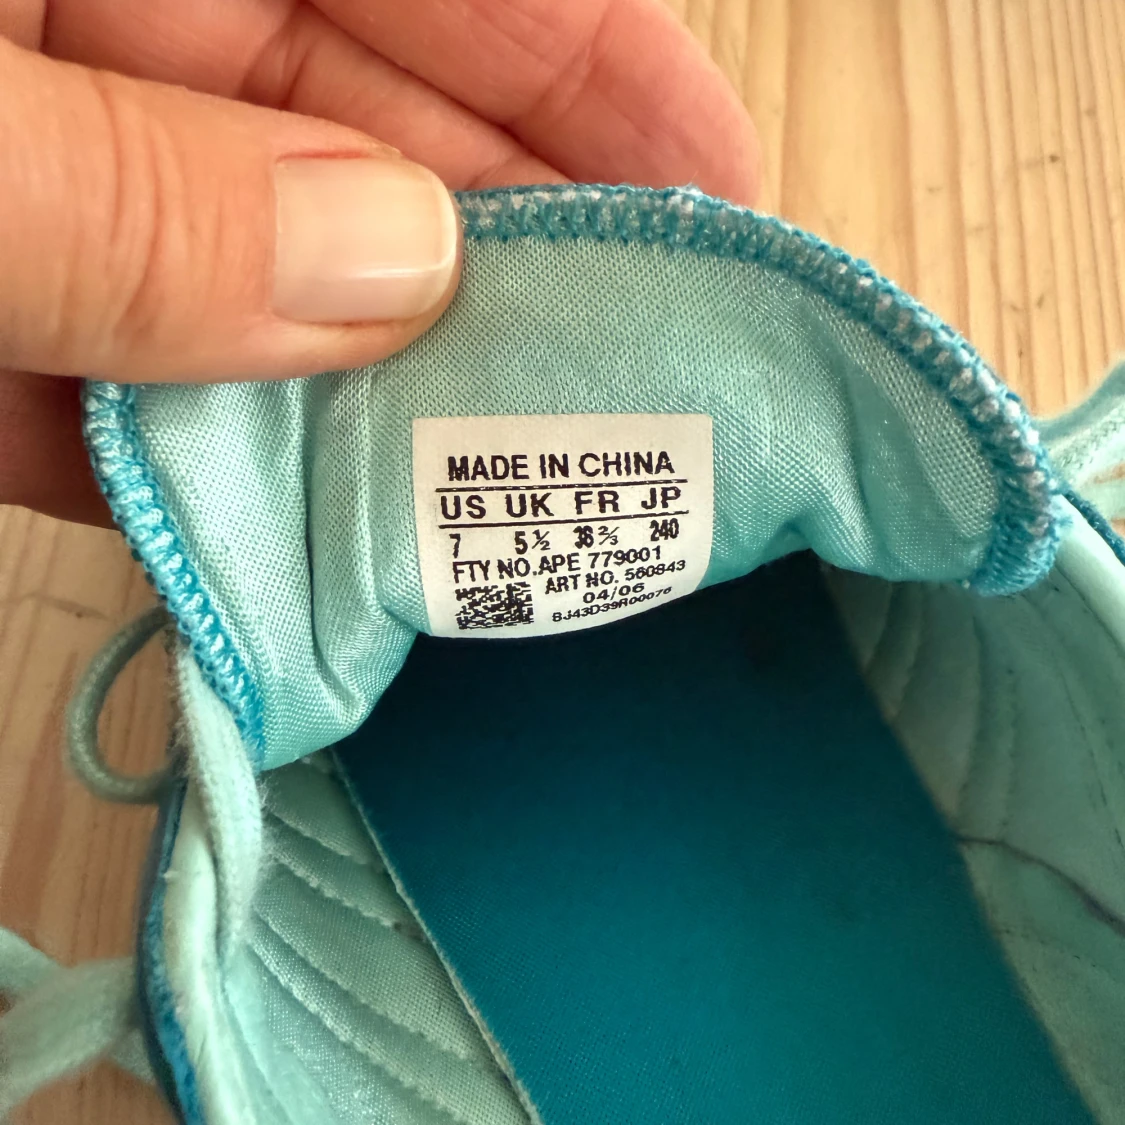 MADE IN CHINA
US UK FR JP
7 5½ 38⅔ 240
FTY NO.APE 779001
ART NO. 560843
04/06
BJ43D39R00076